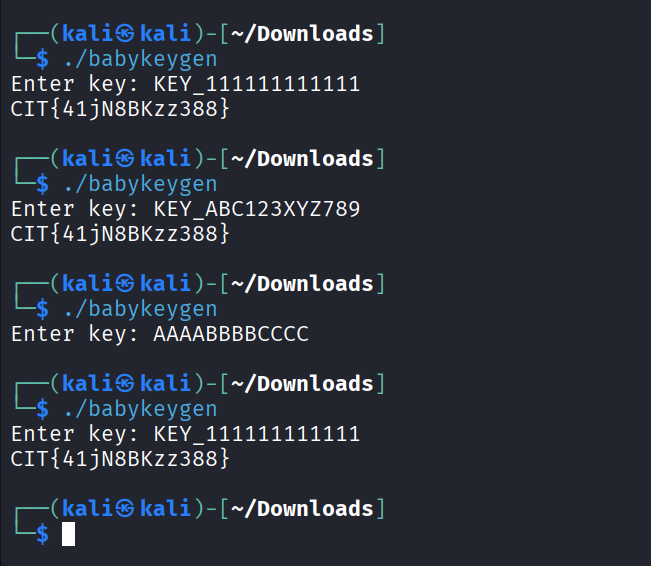 ┌──(kali㉿kali)-[~/Downloads]
└─$ ./babykeygen
Enter key: KEY_111111111111
CIT{41jN8BKzz388}
┌──(kali㉿kali)-[~/Downloads]
└─$ ./babykeygen
Enter key: KEY_ABC123XYZ789
CIT{41jN8BKzz388}
┌──(kali㉿kali)-[~/Downloads]
└─$ ./babykeygen
Enter key: AAAABBBBCCCC
┌──(kali㉿kali)-[~/Downloads]
└─$ ./babykeygen
Enter key: KEY_111111111111
CIT{41jN8BKzz388}
┌──(kali㉿kali)-[~/Downloads]
└─$